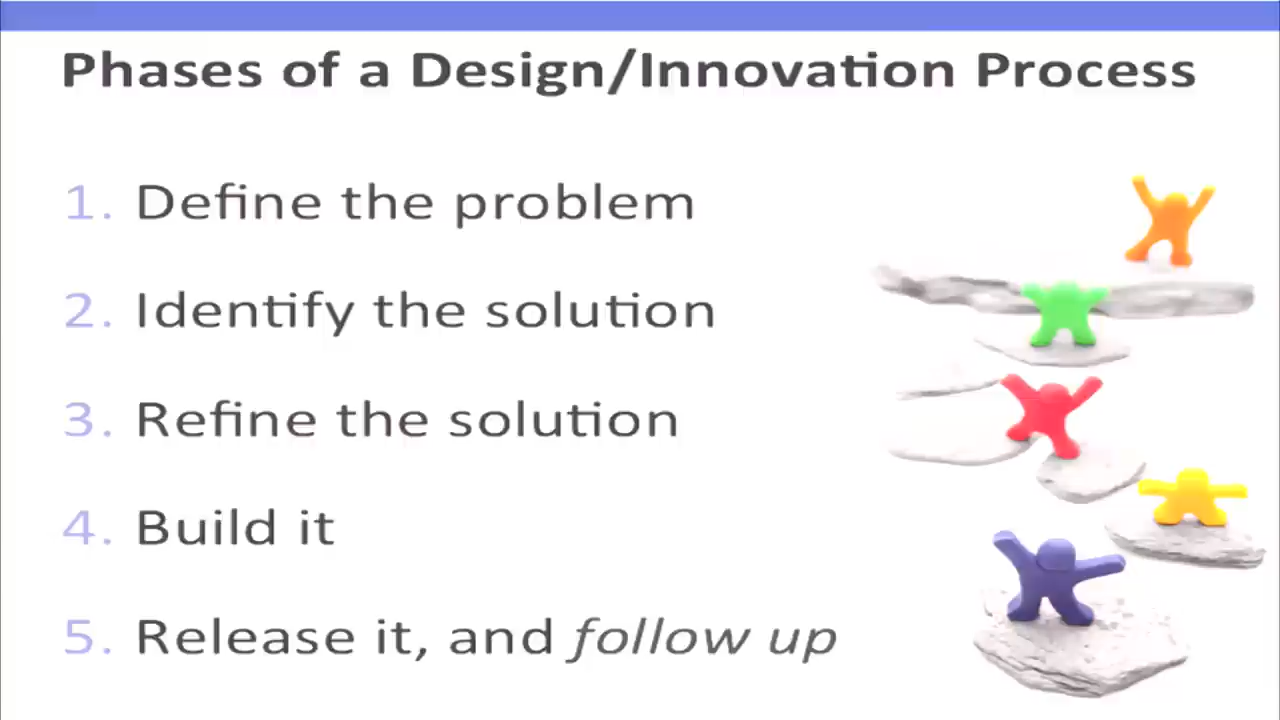 Phases of a Design/Innovation Process
1. Define the problem
2. Identify the solution
3. Refine the solution
4. Build it
5. Release it, and follow up